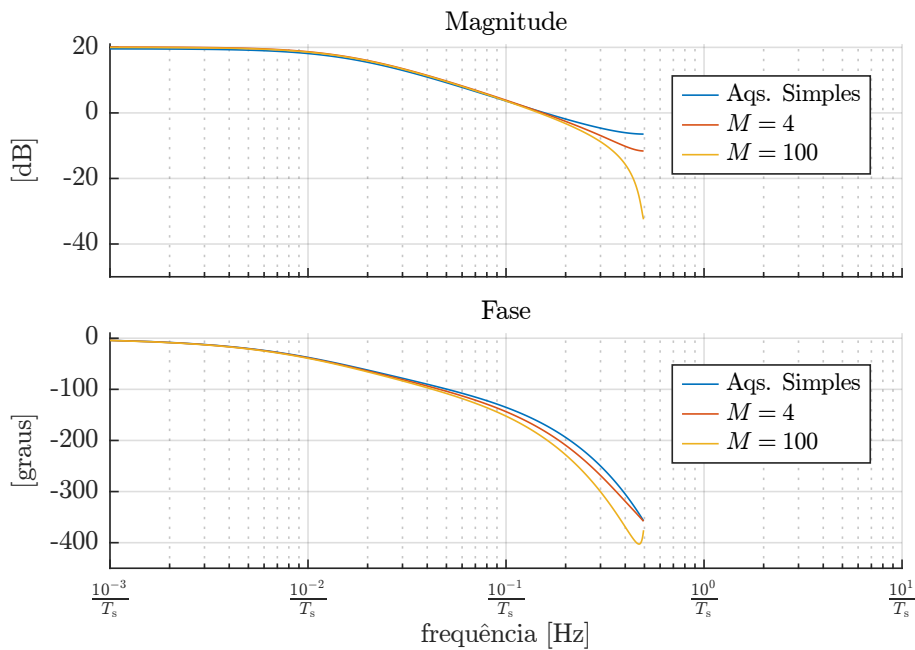 Magnitude
20
0
-20
-40
[dB]
Aqs. Simples
M = 4
M = 100
Fase
0
-100
-200
-300
-400
[graus]
Aqs. Simples
M = 4
M = 100
10^-3/T_s 10^-2/T_s 10^-1/T_s 10^0/T_s 10^1/T_s
frequência [Hz]